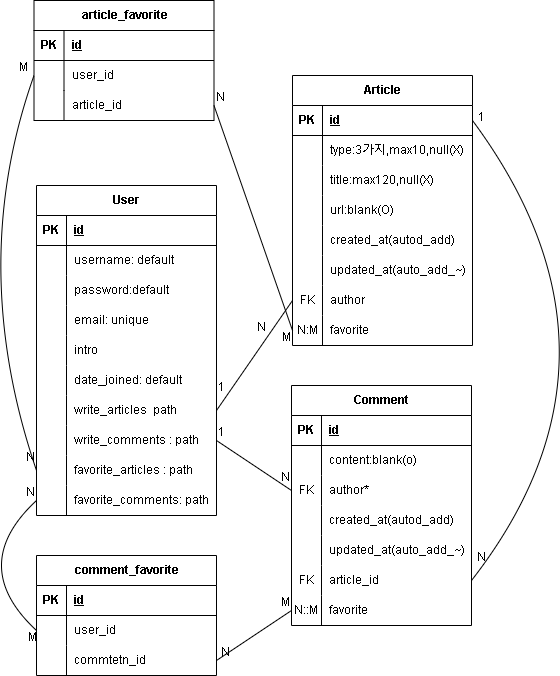 article_favorite
PK id
user_id
article_id
M
N
Article
PK id
type:3가지,max10,null(X)
title:max120,null(X)
url:blank(O)
created_at(autod_add)
updated_at(auto_add_~)
FK author
N:M favorite
1
N
M
User
PK id
username: default
password:default
email: unique
intro
date_joined: default
write_articles path
write_comments : path
favorite_articles : path
favorite_comments: path
1
1
N
N
Comment
PK id
content:blank(o)
FK author*
created_at(autod_add)
updated_at(auto_add_~)
FK article_id
N::M favorite
N
N
M
comment_favorite
PK id
user_id
commtetn_id
M
N